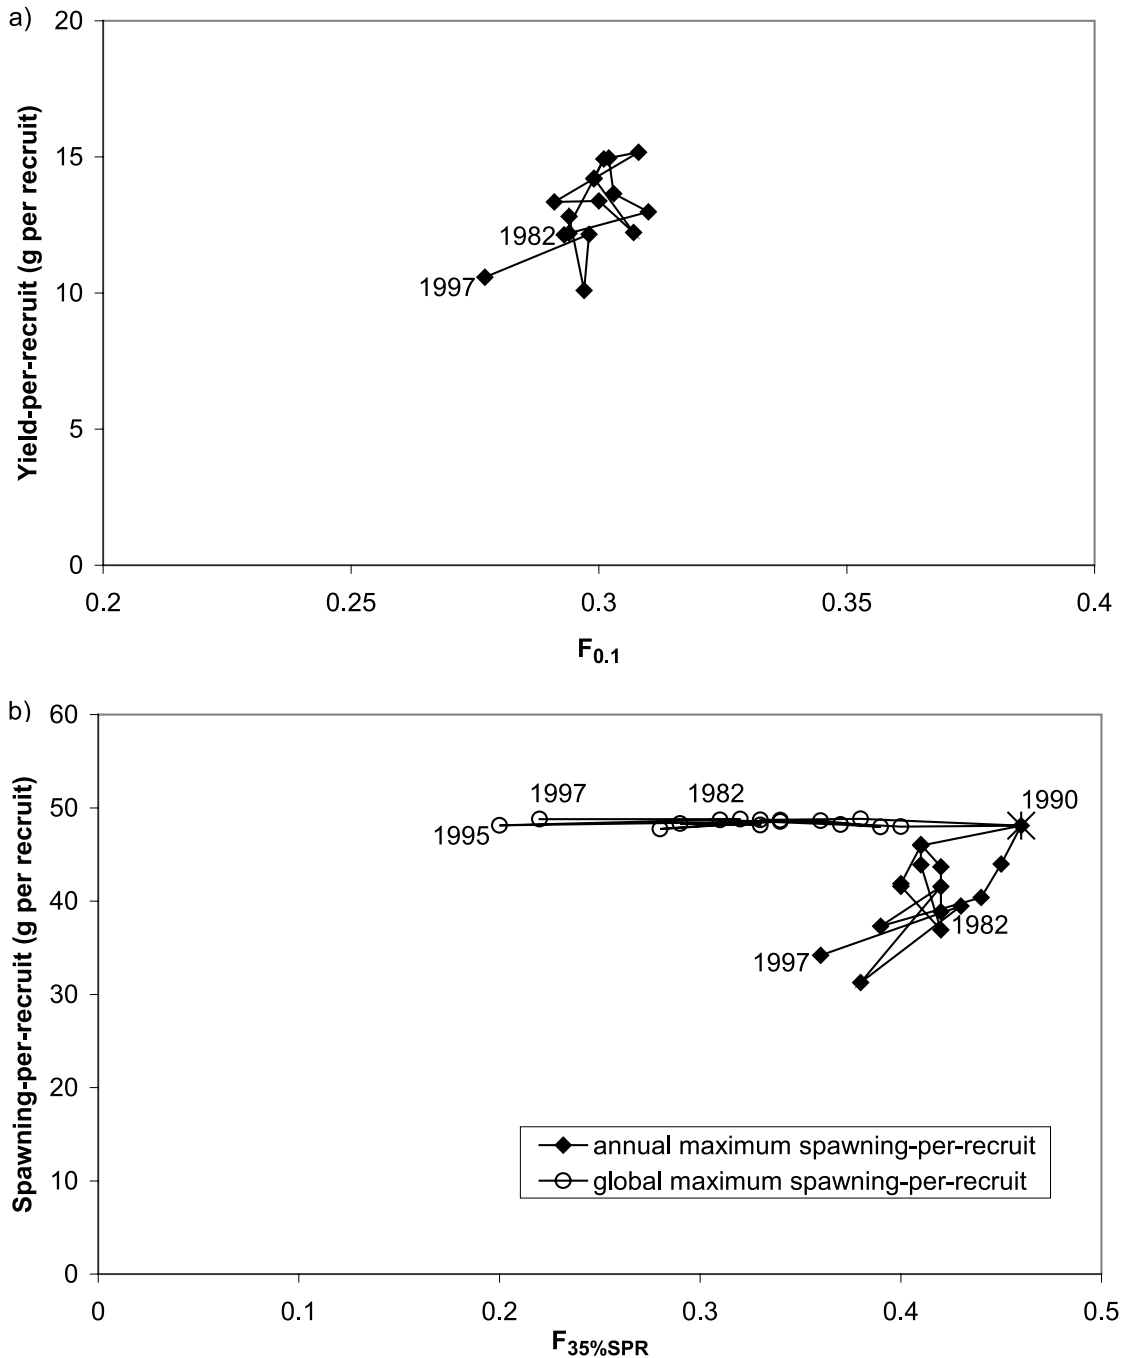 a)
20
15
10
5
0
Yield-per-recruit (g per recruit)
1982
1997
0.2 0.25 0.3 0.35 0.4
F0.1
b)
60
50
40
30
20
10
0
Spawning-per-recruit (g per recruit)
1997
1982
1990
1995
1982
1997
annual maximum spawning-per-recruit
global maximum spawning-per-recruit
0 0.1 0.2 0.3 0.4 0.5
F35%SPR